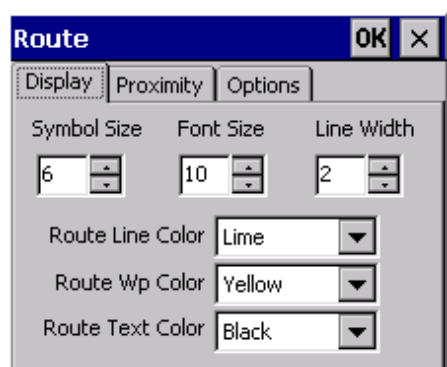 Route OK
Display Proximity Options
Symbol Size Font Size Line Width
6 10 2
Route Line Color Lime
Route Wp Color Yellow
Route Text Color Black